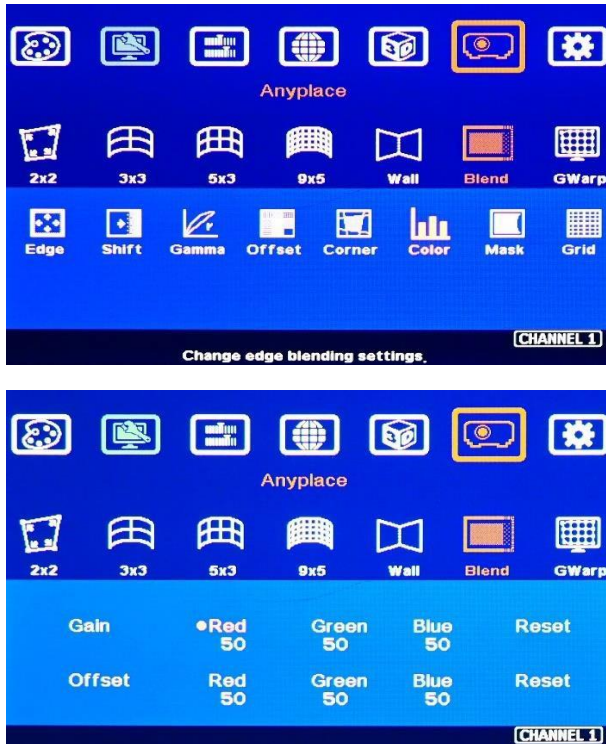 3D
Anyplace
2x2 3x3 5x3 9x5 Wall Blend GWarp
Edge Shift Gamma Offset Corner Color Mask Grid
CHANNEL 1
Change edge blending settings.
3D
Anyplace
2x2 3x3 5x3 9x5 Wall Blend GWarp
Gain Red Green Blue Reset
50 50 50
Offset Red Green Blue Reset
50 50 50
CHANNEL 1